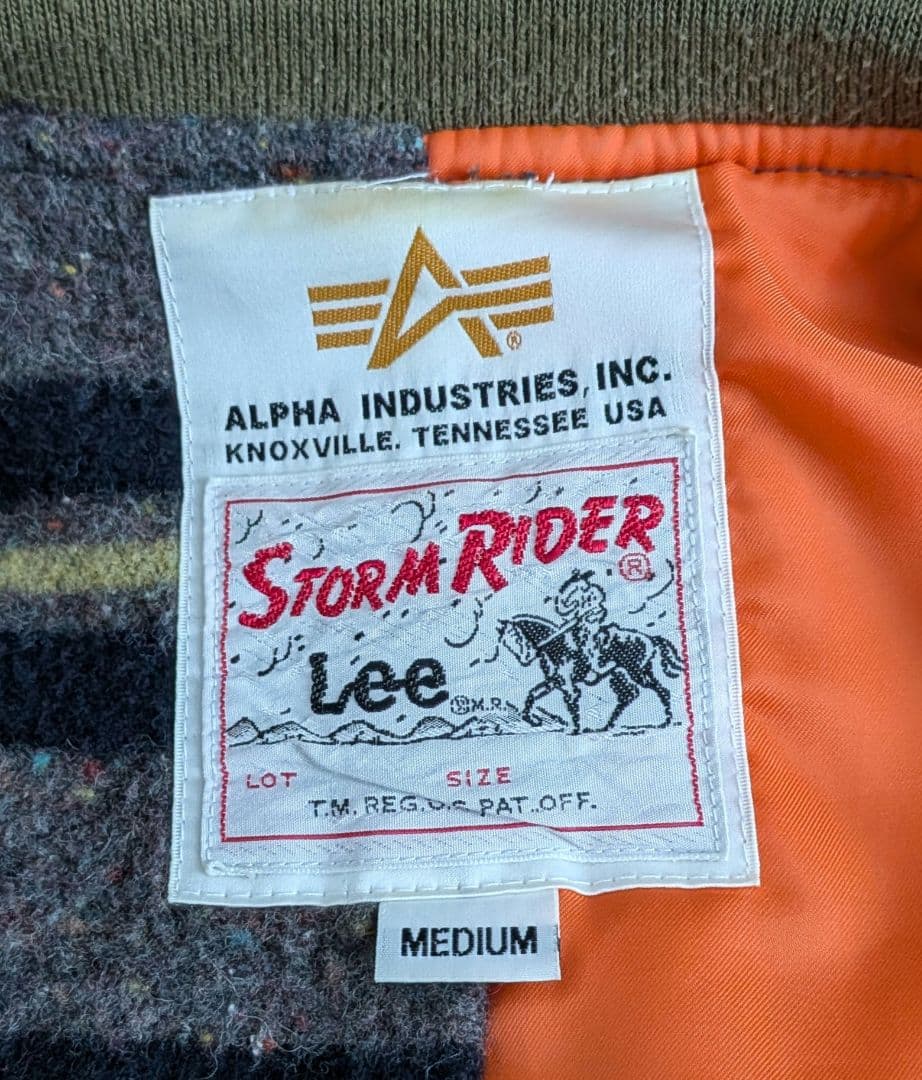 ®
ALPHA INDUSTRIES, INC.
KNOXVILLE. TENNESSEE USA
STORM RIDER
®
Lee ® M.R.
LOT SIZE
T.M. REG. U.S. PAT..OFF.
MEDIUM